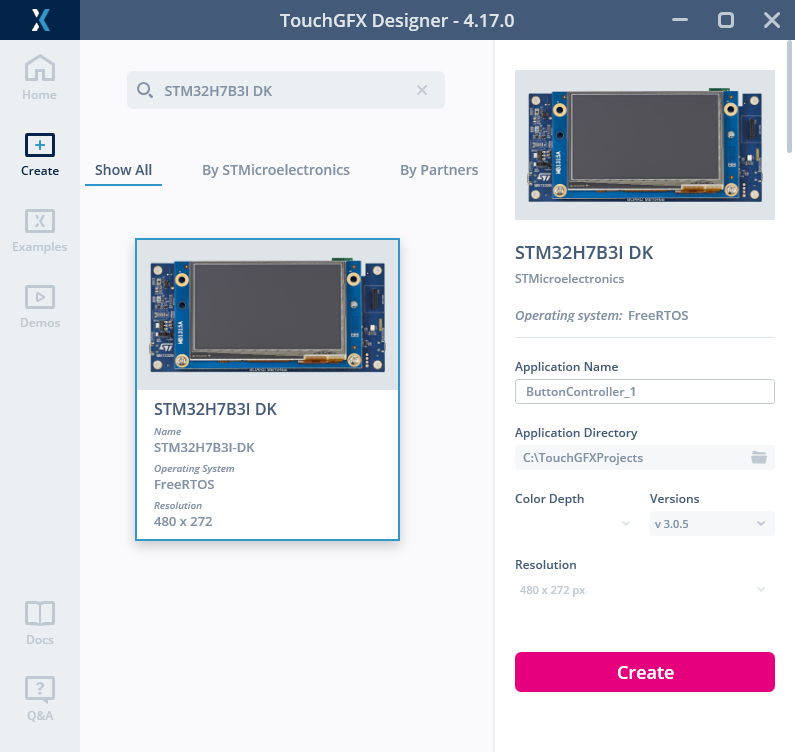 TouchGFX Designer - 4.17.0
Home
Create
Examples
Demos
Docs
Q&A
STM32H7B3I DK
Show All
By STMicroelectronics
By Partners
STM32H7B3I DK
Name
STM32H7B3I-DK
Operating System
FreeRTOS
Resolution
480 x 272
STM32H7B3I DK
STMicroelectronics
Operating system: FreeRTOS
Application Name
ButtonController_1
Application Directory
C:\TouchGFXProjects
Color Depth
Versions
v 3.0.5
Resolution
480 x 272 px
Create